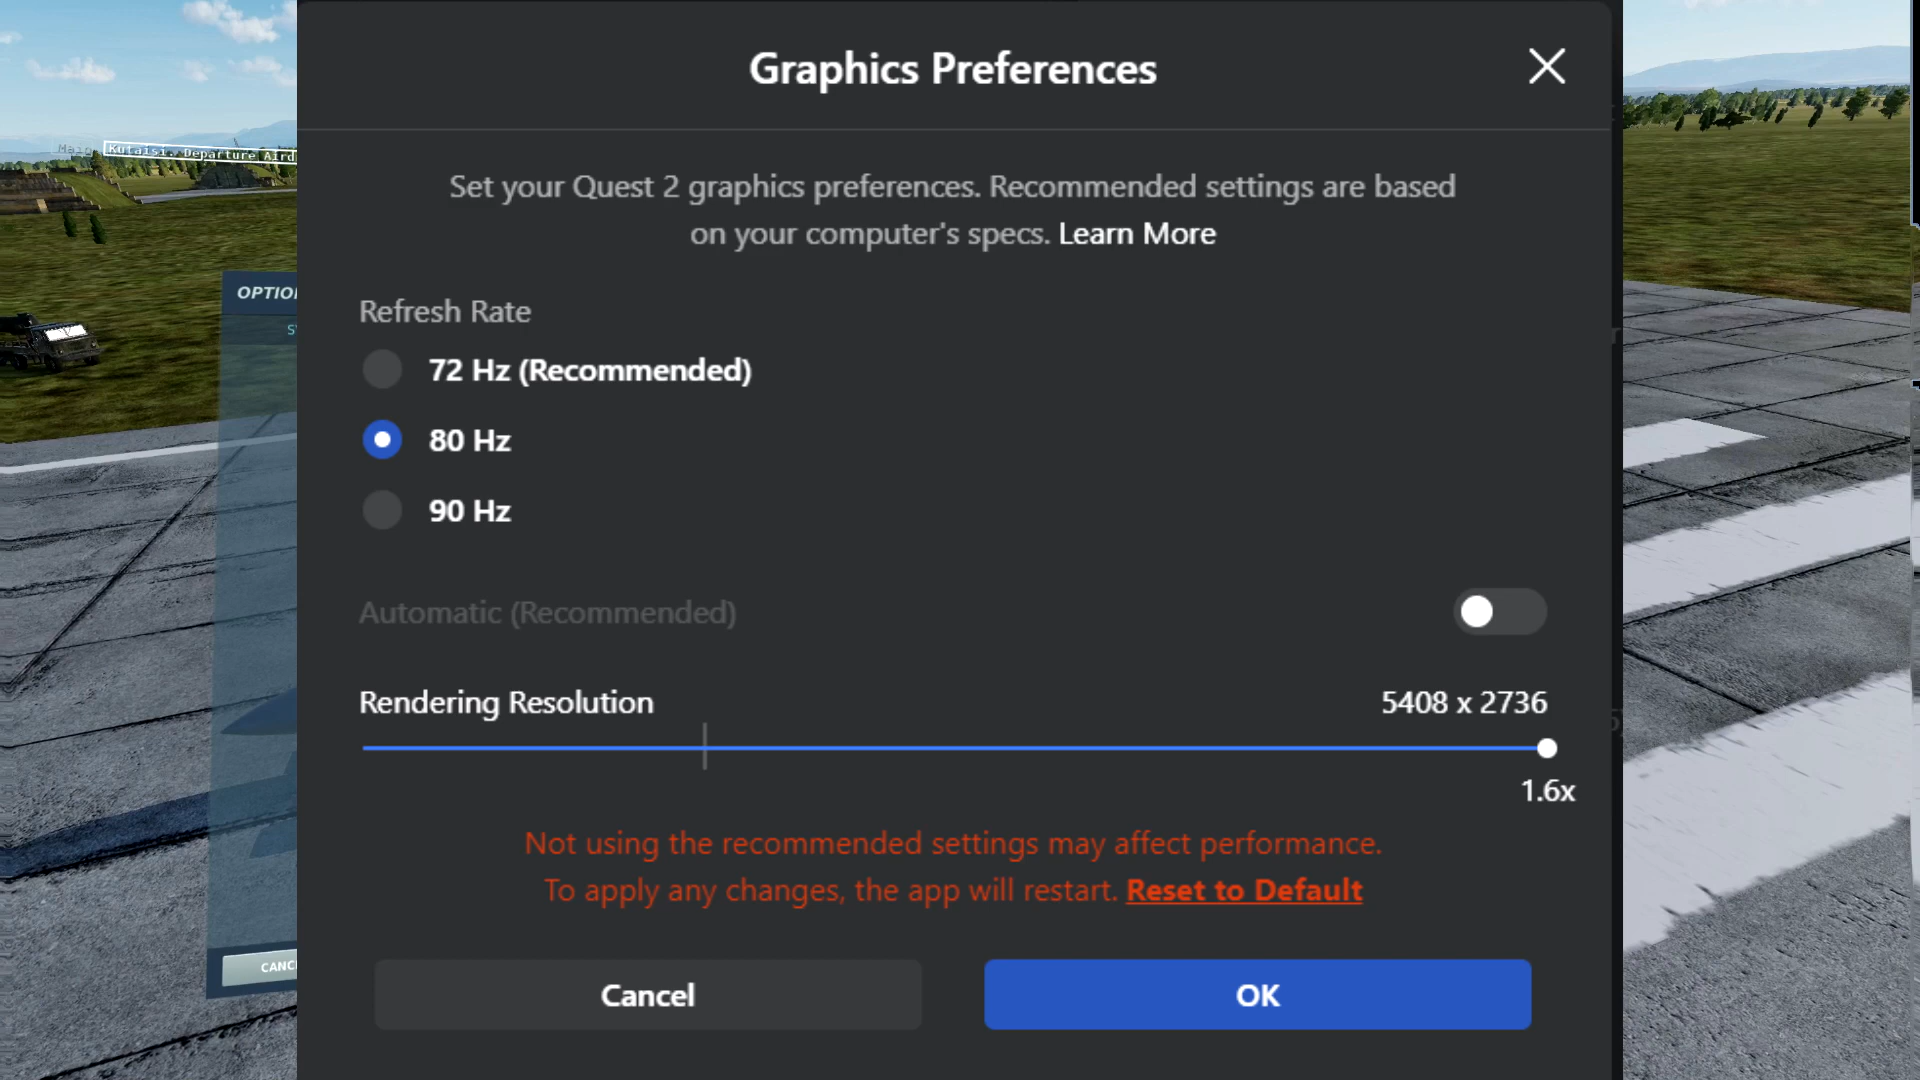 Graphics Preferences
Set your Quest 2 graphics preferences. Recommended settings are based
on your computer's specs. Learn More
Kutaisi. Departure Aird
OPTIO
Refresh Rate
72 Hz (Recommended)
80 Hz
90 Hz
Automatic (Recommended)
Rendering Resolution 5408 x 2736
1.6x
Not using the recommended settings may affect performance.
To apply any changes, the app will restart. Reset to Default
CANC
Cancel OK